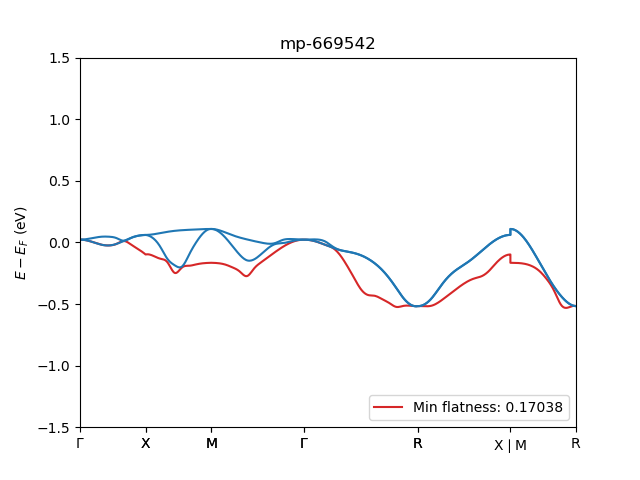 mp-669542
1.5
1.0
0.5
0.0
−0.5
−1.0
−1.5
E − E_F (eV)
Min flatness: 0.17038
Γ X M Γ R X | M R